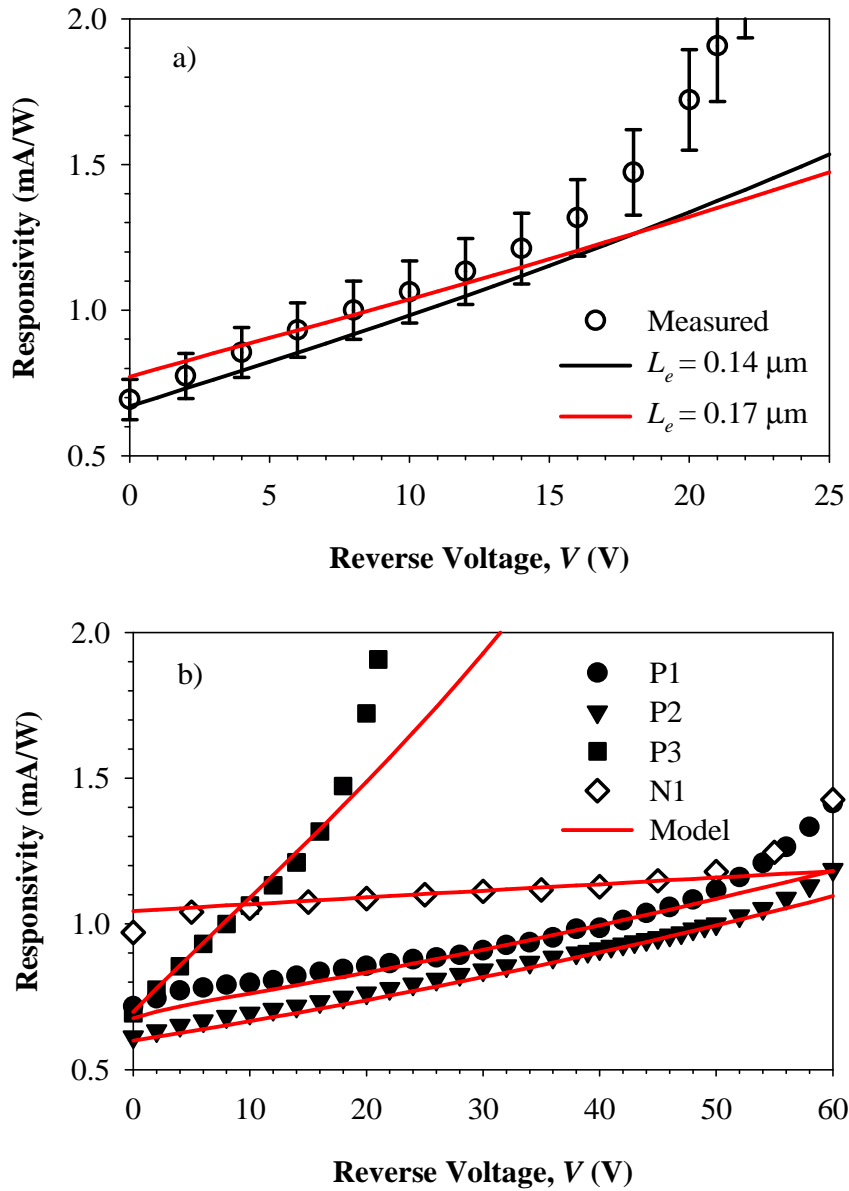 2.0
a)
1.5
Responsivity (mA/W)
1.0
Measured
L_e = 0.14 μm
L_e = 0.17 μm
0.5
0 5 10 15 20 25
Reverse Voltage, V (V)
2.0
b)
P1
P2
P3
N1
Model
1.5
Responsivity (mA/W)
1.0
0.5
0 10 20 30 40 50 60
Reverse Voltage, V (V)